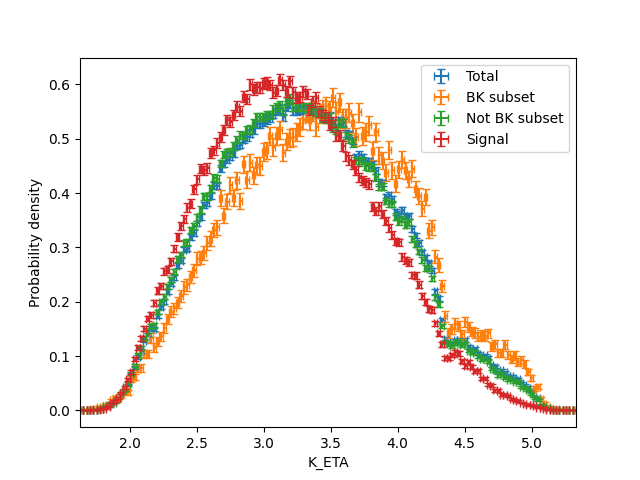 Total
BK subset
Not BK subset
Signal
Probability density
0.6
0.5
0.4
0.3
0.2
0.1
0.0
2.0 2.5 3.0 3.5 4.0 4.5 5.0
K_ETA